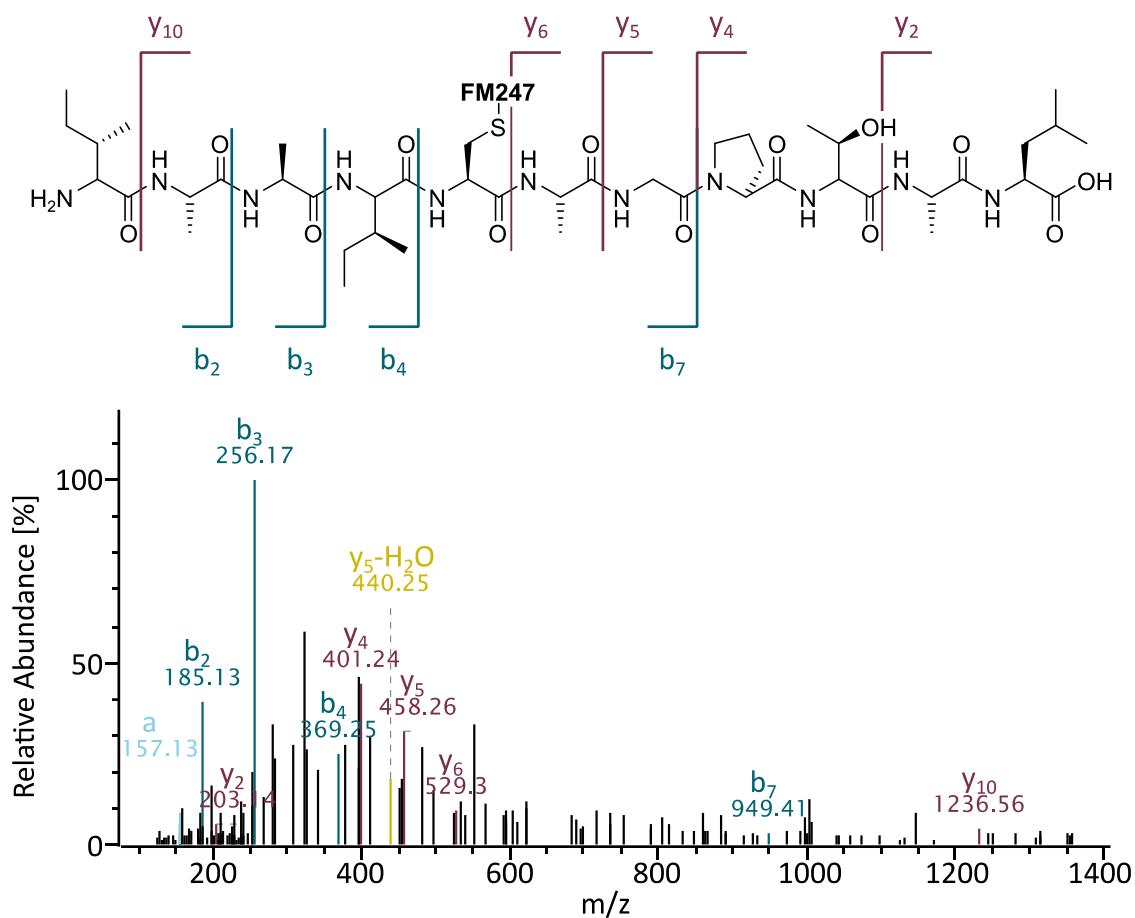 y10 y6 y5 y4 y2
FM247
S
OH
H2N
O
N
H
O
N
H
O
H
N
O
N
H
O
H
N
O
N
H
O
H
N
O
N
O
N
H
O
H
N
O
N
H
O
OH
b2 b3 b4 b7
Relative Abundance [%]
100
50
0
b3
256.17
y5-H2O
440.25
b2
185.13
y4
401.24
y5
458.26
b4
369.25
a
157.13
y2
203.14
y6
529.3
b7
949.41
y10
1236.56
200 400 600 800 1000 1200 1400
m/z